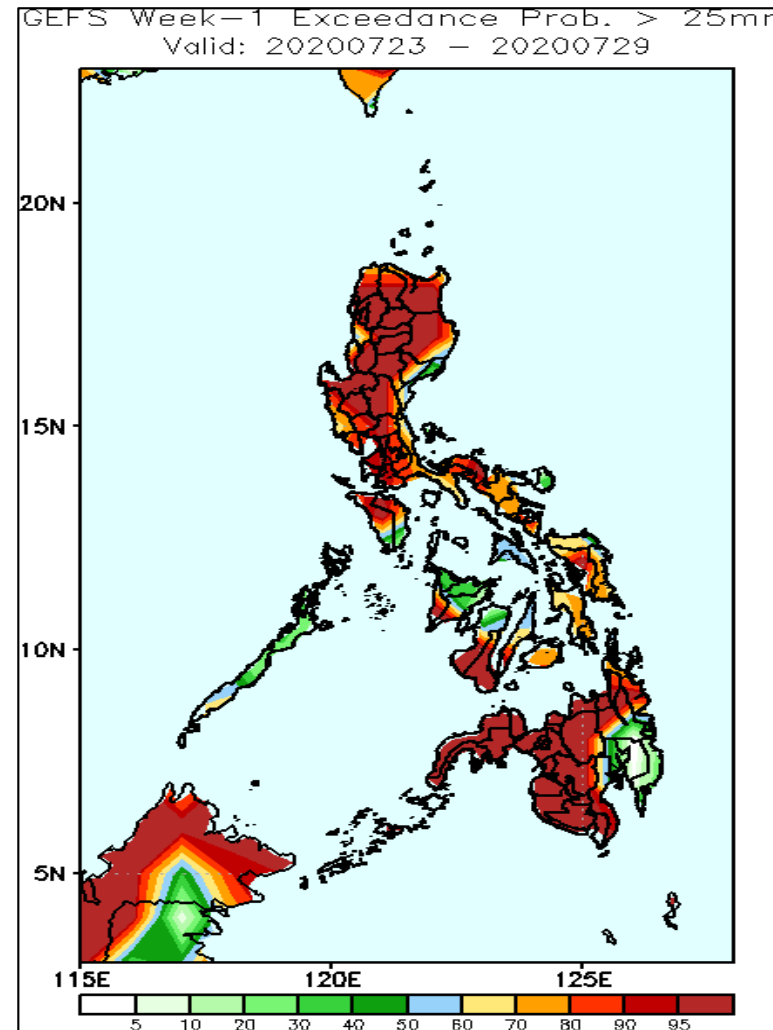 GEFS Week-1 Exceedance Prob. > 25mm
Valid: 20200723 - 20200729
20N
15N
10N
5N
115E 120E 125E
5 10 20 30 40 50 60 70 80 90 95